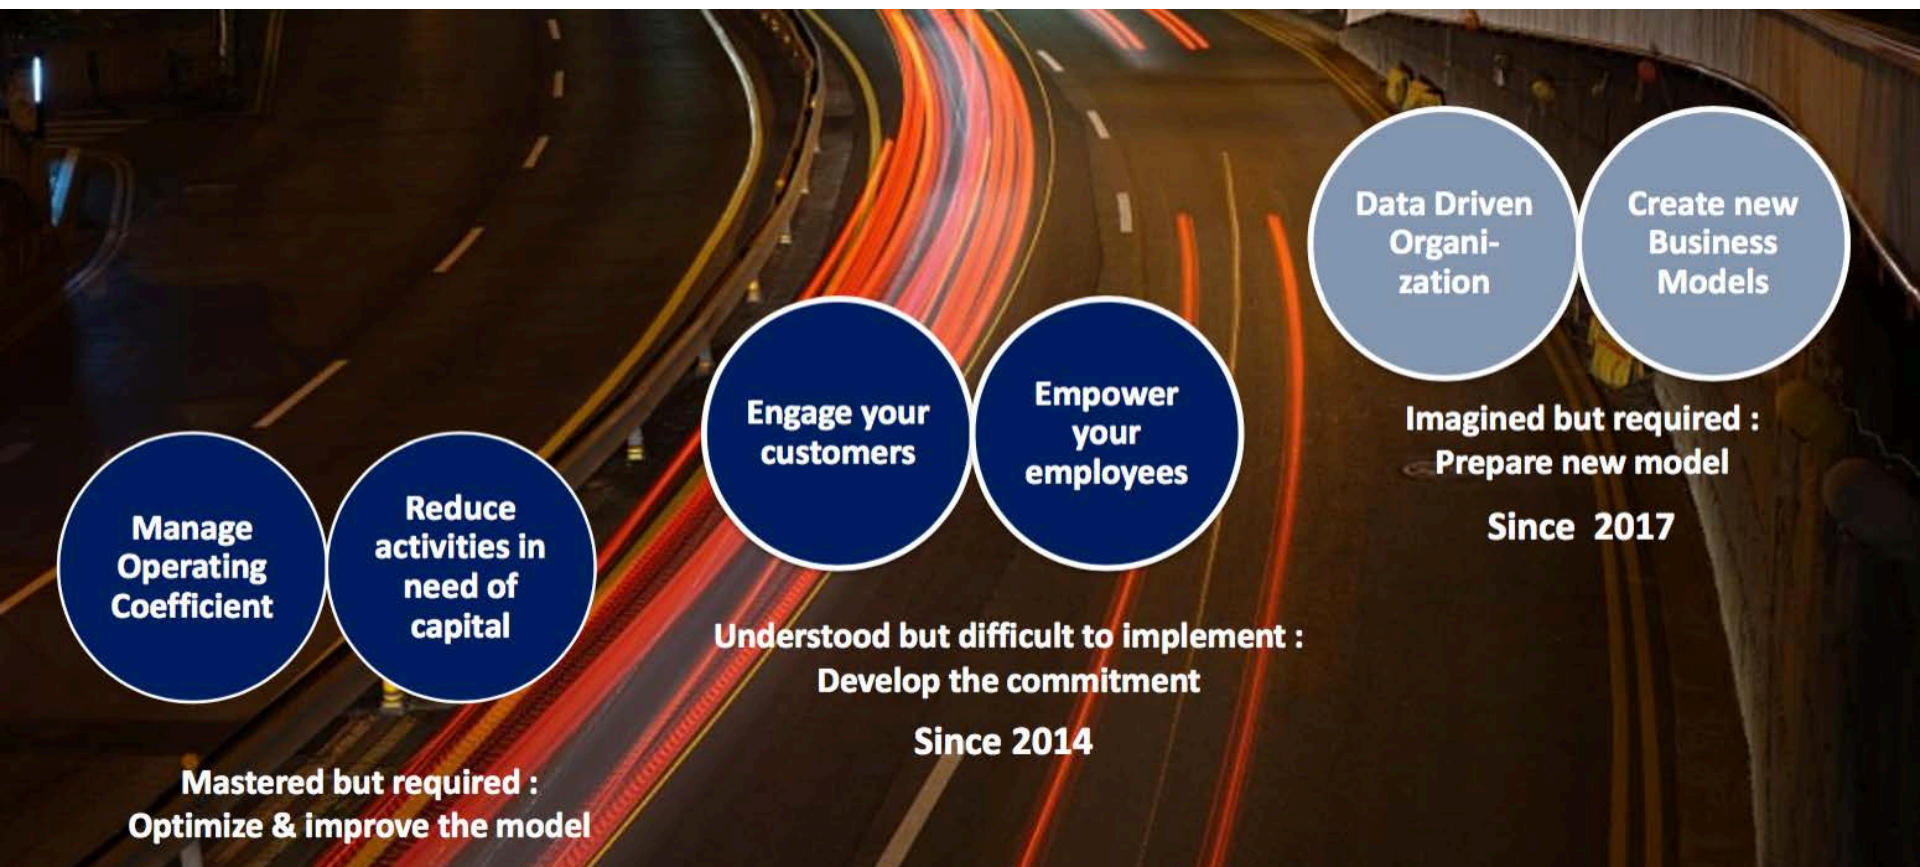 Manage
Operating
Coefficient
Reduce
activities in
need of
capital
Mastered but required :
Optimize & improve the model
Engage your
customers
Empower
your
employees
Understood but difficult to implement :
Develop the commitment
Since 2014
Data Driven
Organi-
zation
Create new
Business
Models
Imagined but required :
Prepare new model
Since 2017